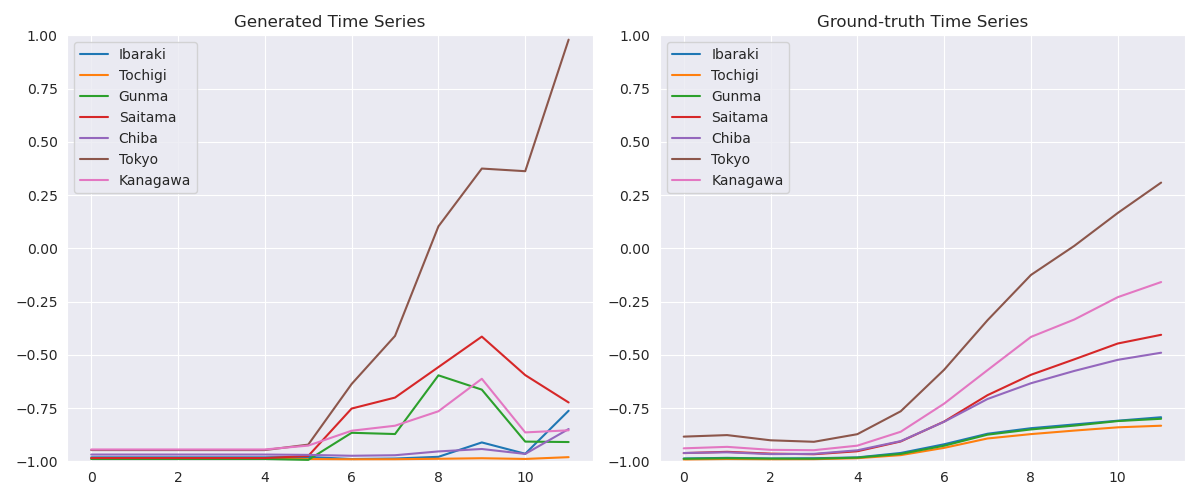 Generated Time Series
1.00
0.75
0.50
0.25
0.00
−0.25
−0.50
−0.75
−1.00
0 2 4 6 8 10
Ibaraki
Tochigi
Gunma
Saitama
Chiba
Tokyo
Kanagawa
Ground-truth Time Series
1.00
0.75
0.50
0.25
0.00
−0.25
−0.50
−0.75
−1.00
0 2 4 6 8 10
Ibaraki
Tochigi
Gunma
Saitama
Chiba
Tokyo
Kanagawa